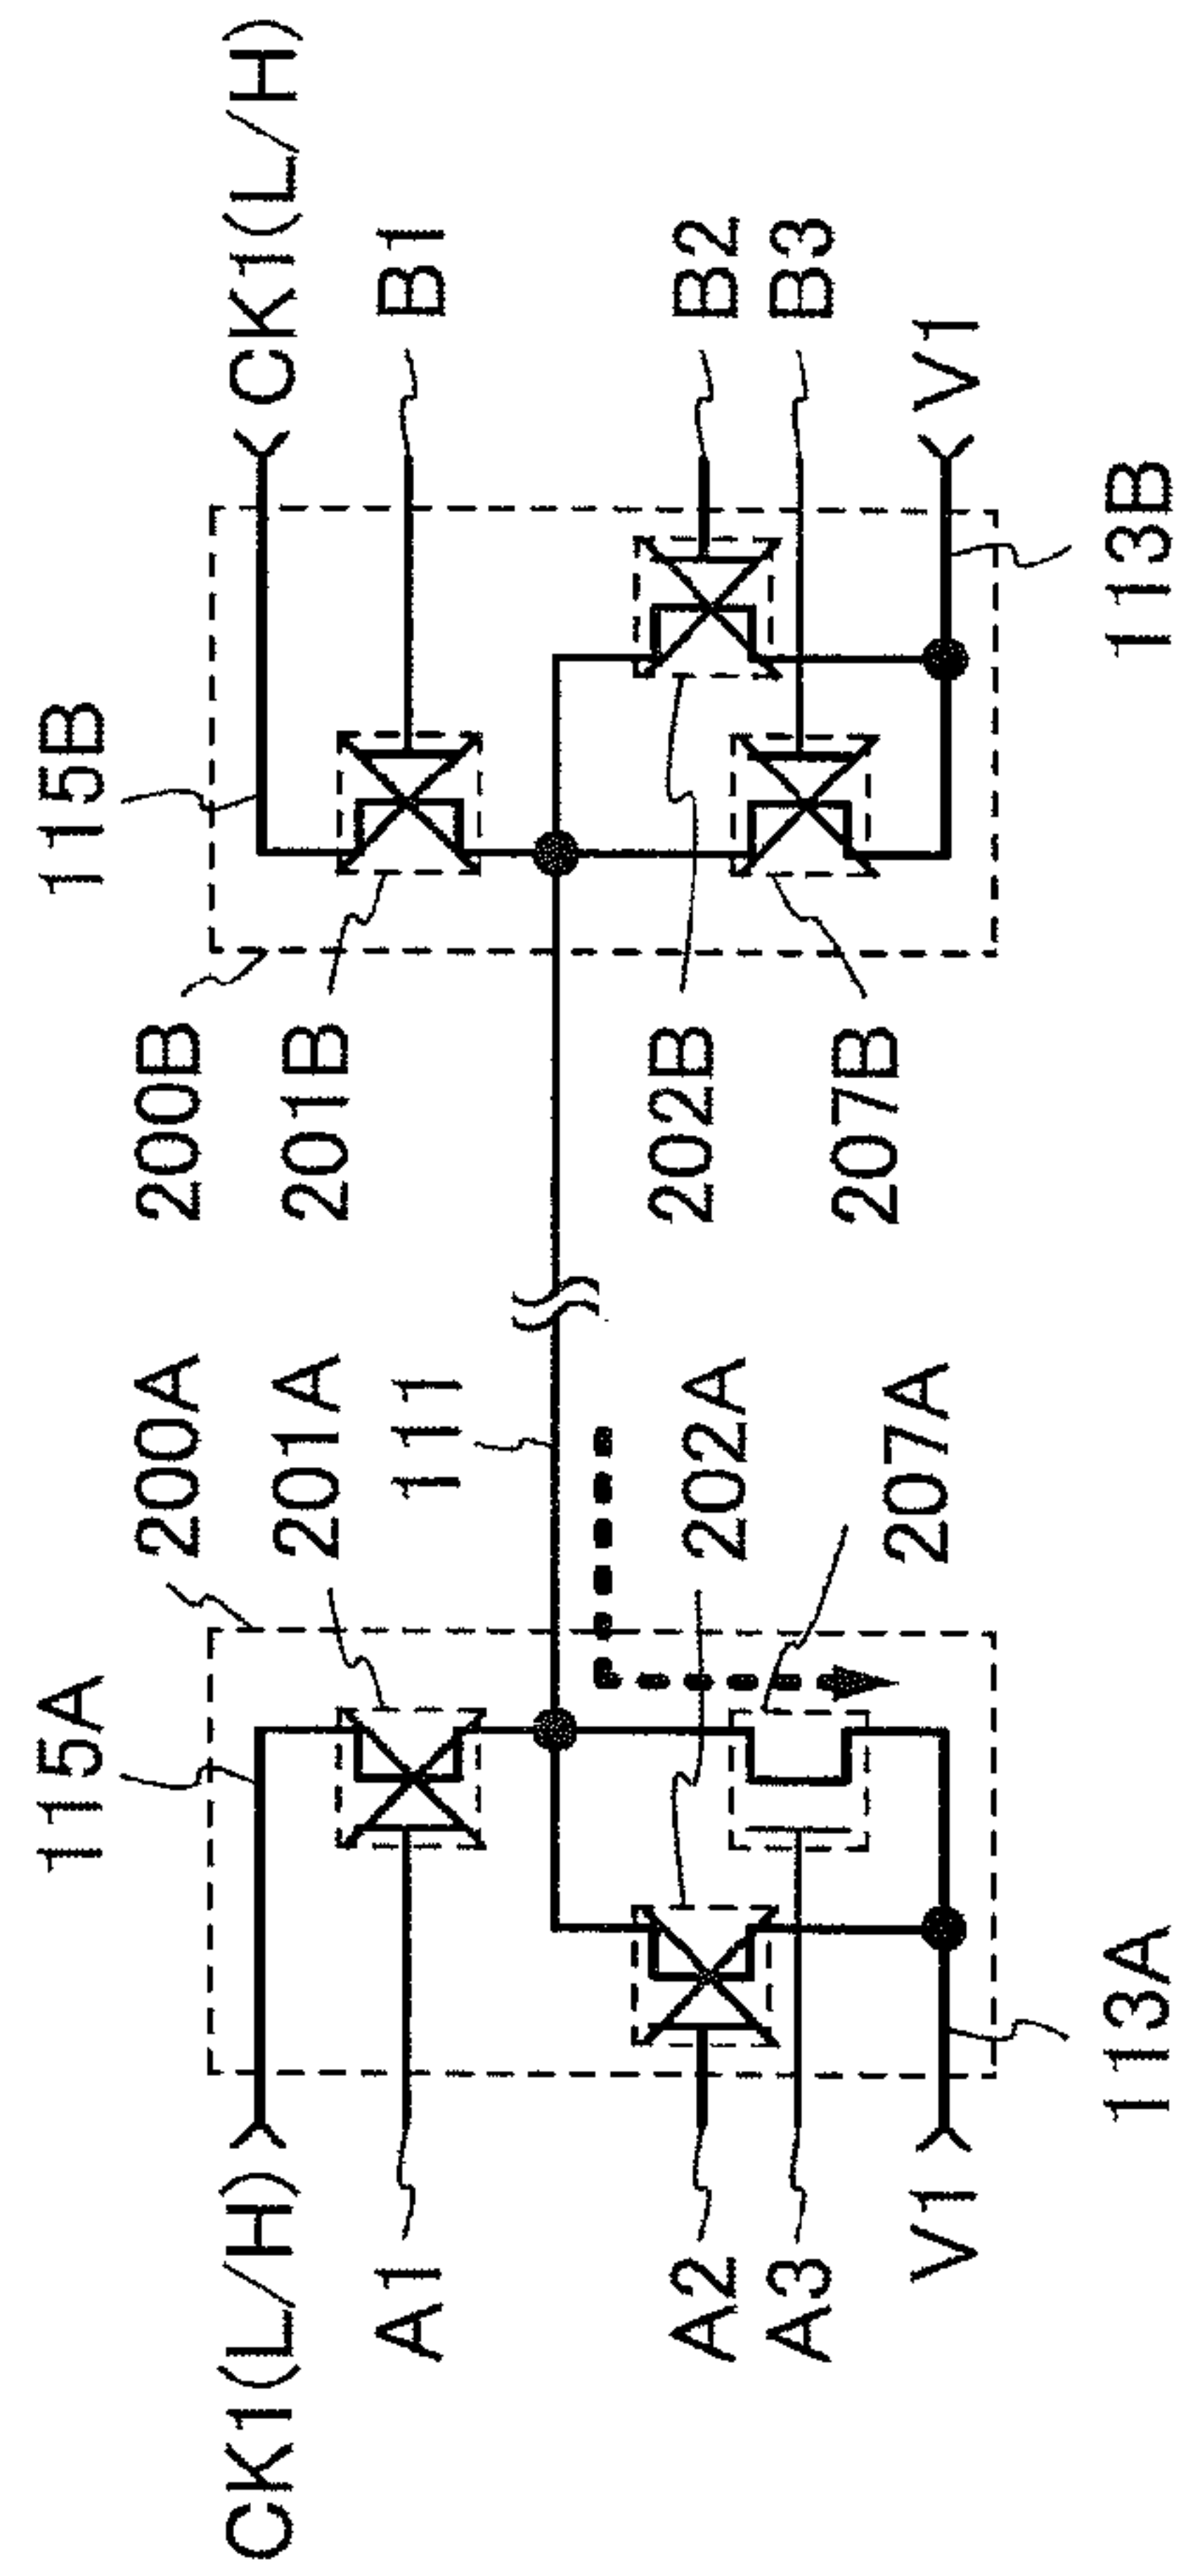 115A
115B
200A
200B
201A
201B
CK1(L/H)
CK1(L/H)
A1
111
B1
A2
202A
202B
B2
A3
207A
207B
B3
V1
V1
113A
113B